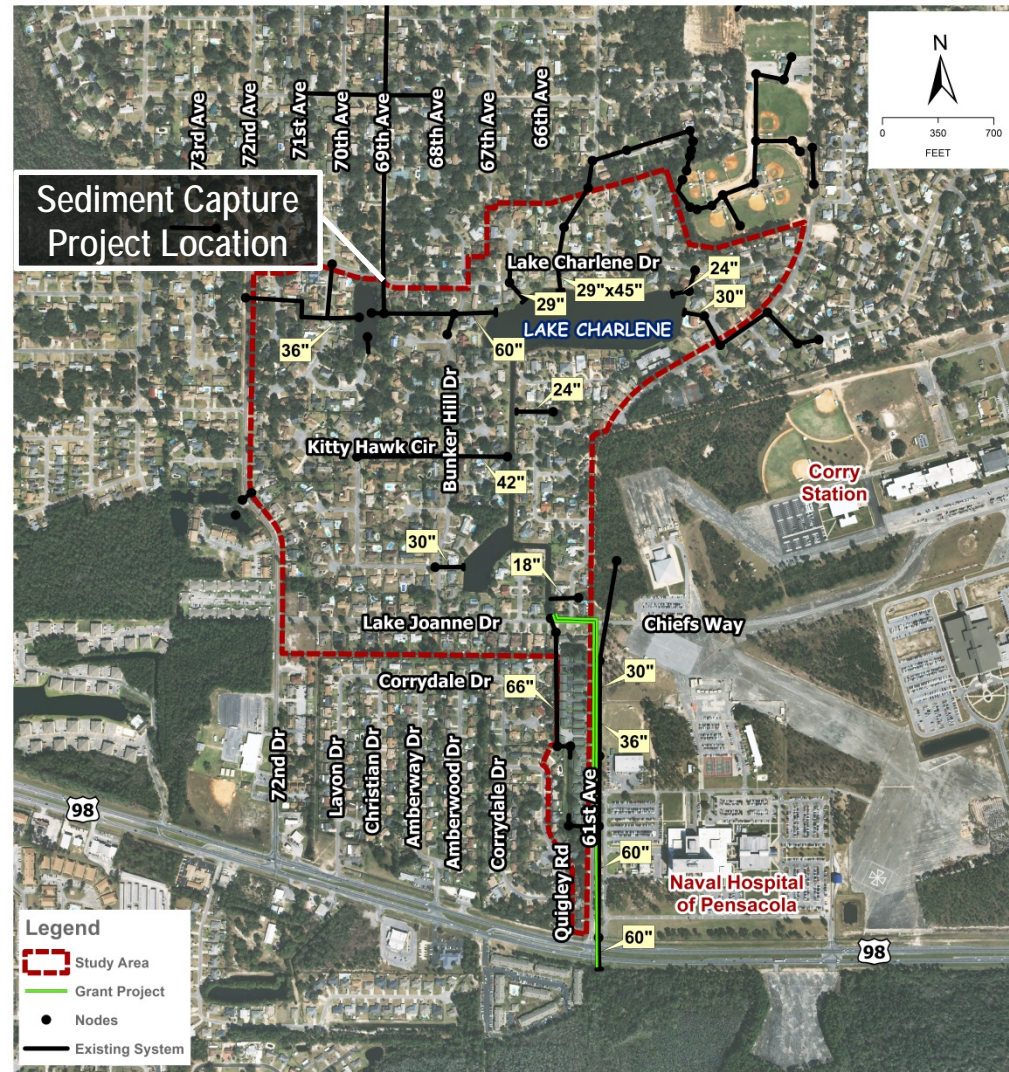 N
0 350 700
FEET
73rd Ave
72nd Ave
71st Ave
70th Ave
69th Ave
68th Ave
67th Ave
66th Ave
Sediment Capture
Project Location
Lake Charlene Dr
24"
29"x45"
29"
30"
LAKE CHARLENE
36"
60"
24"
Bunker Hill Dr
Kitty Hawk Cir
42"
Corry
Station
30"
18"
Lake Joanne Dr
Chiefs Way
Corrydale Dr
66"
30"
36"
72nd Dr
Lavon Dr
Christian Dr
Amberway Dr
Amberwood Dr
Corrydale Dr
Quigley Rd
61st Ave
98
60"
Naval Hospital
of Pensacola
60"
98
Legend
Study Area
Grant Project
Nodes
Existing System